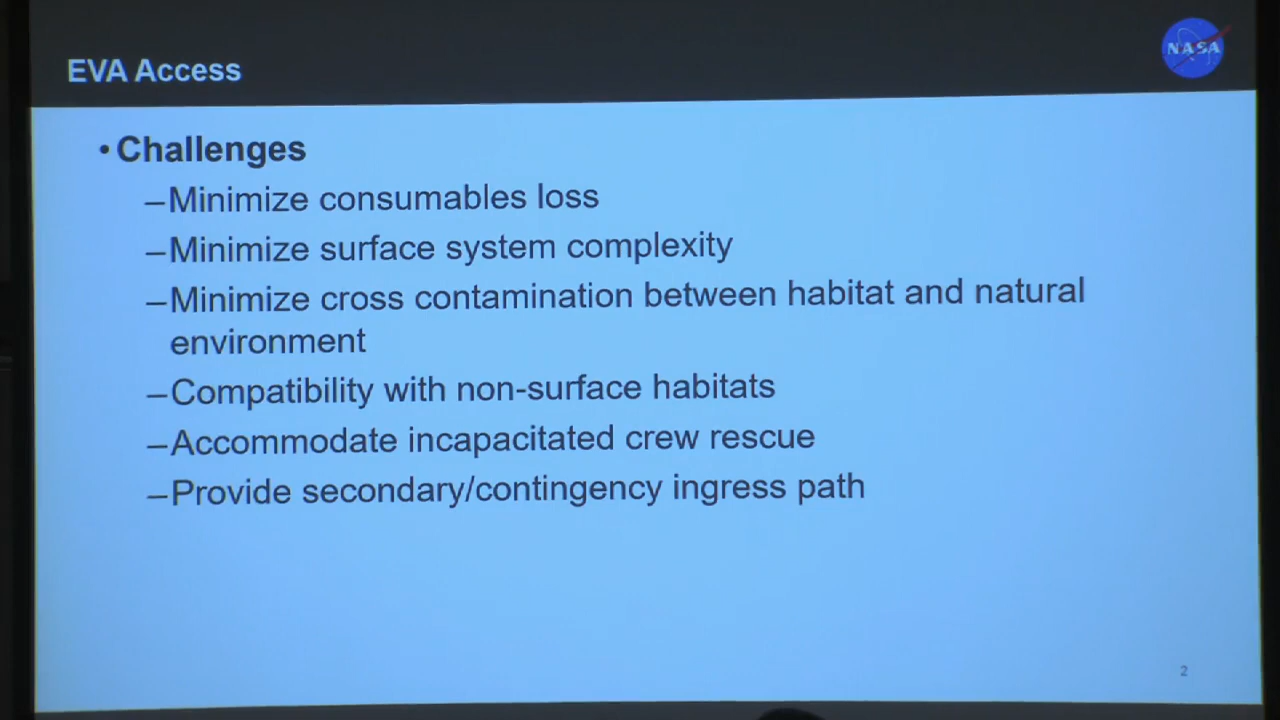 EVA Access
NASA
• Challenges
–Minimize consumables loss
–Minimize surface system complexity
–Minimize cross contamination between habitat and natural
environment
–Compatibility with non-surface habitats
–Accommodate incapacitated crew rescue
–Provide secondary/contingency ingress path
2